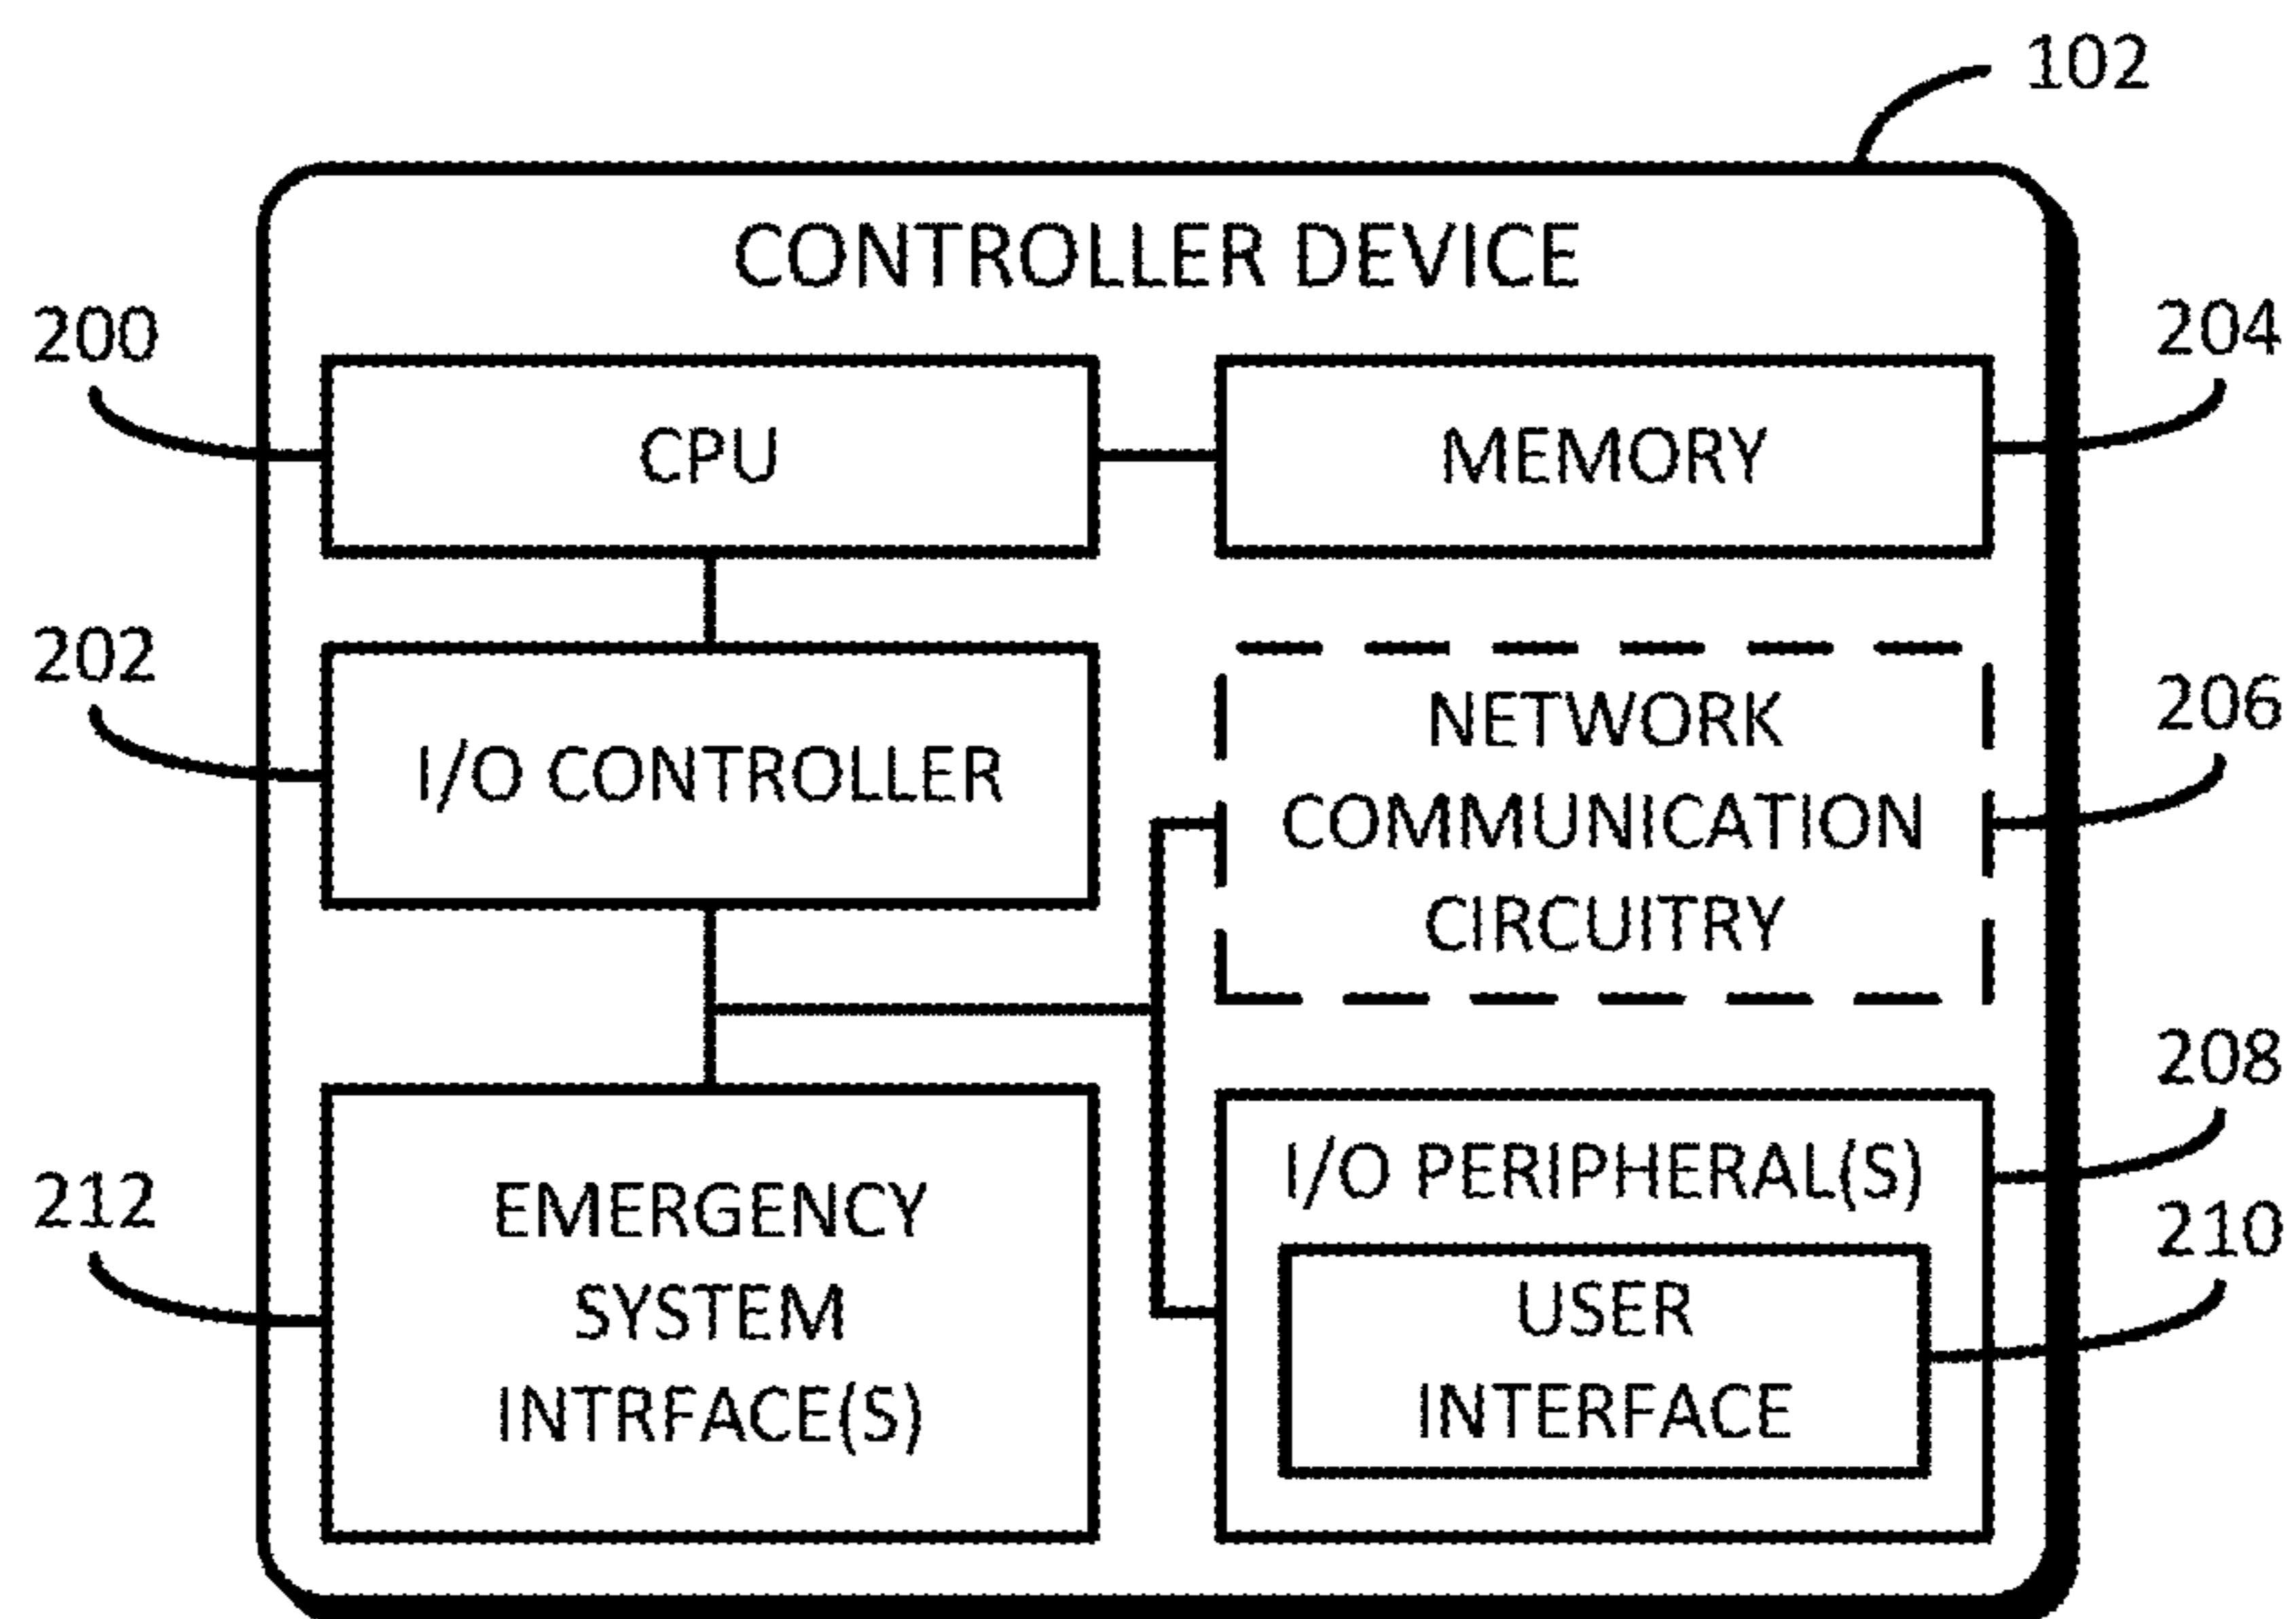 102
CONTROLLER DEVICE
200
204
CPU
MEMORY
202
206
I/O CONTROLLER
NETWORK
COMMUNICATION
CIRCUITRY
208
212
210
EMERGENCY
SYSTEM
INTRFACE(S)
I/O PERIPHERAL(S)
USER
INTERFACE